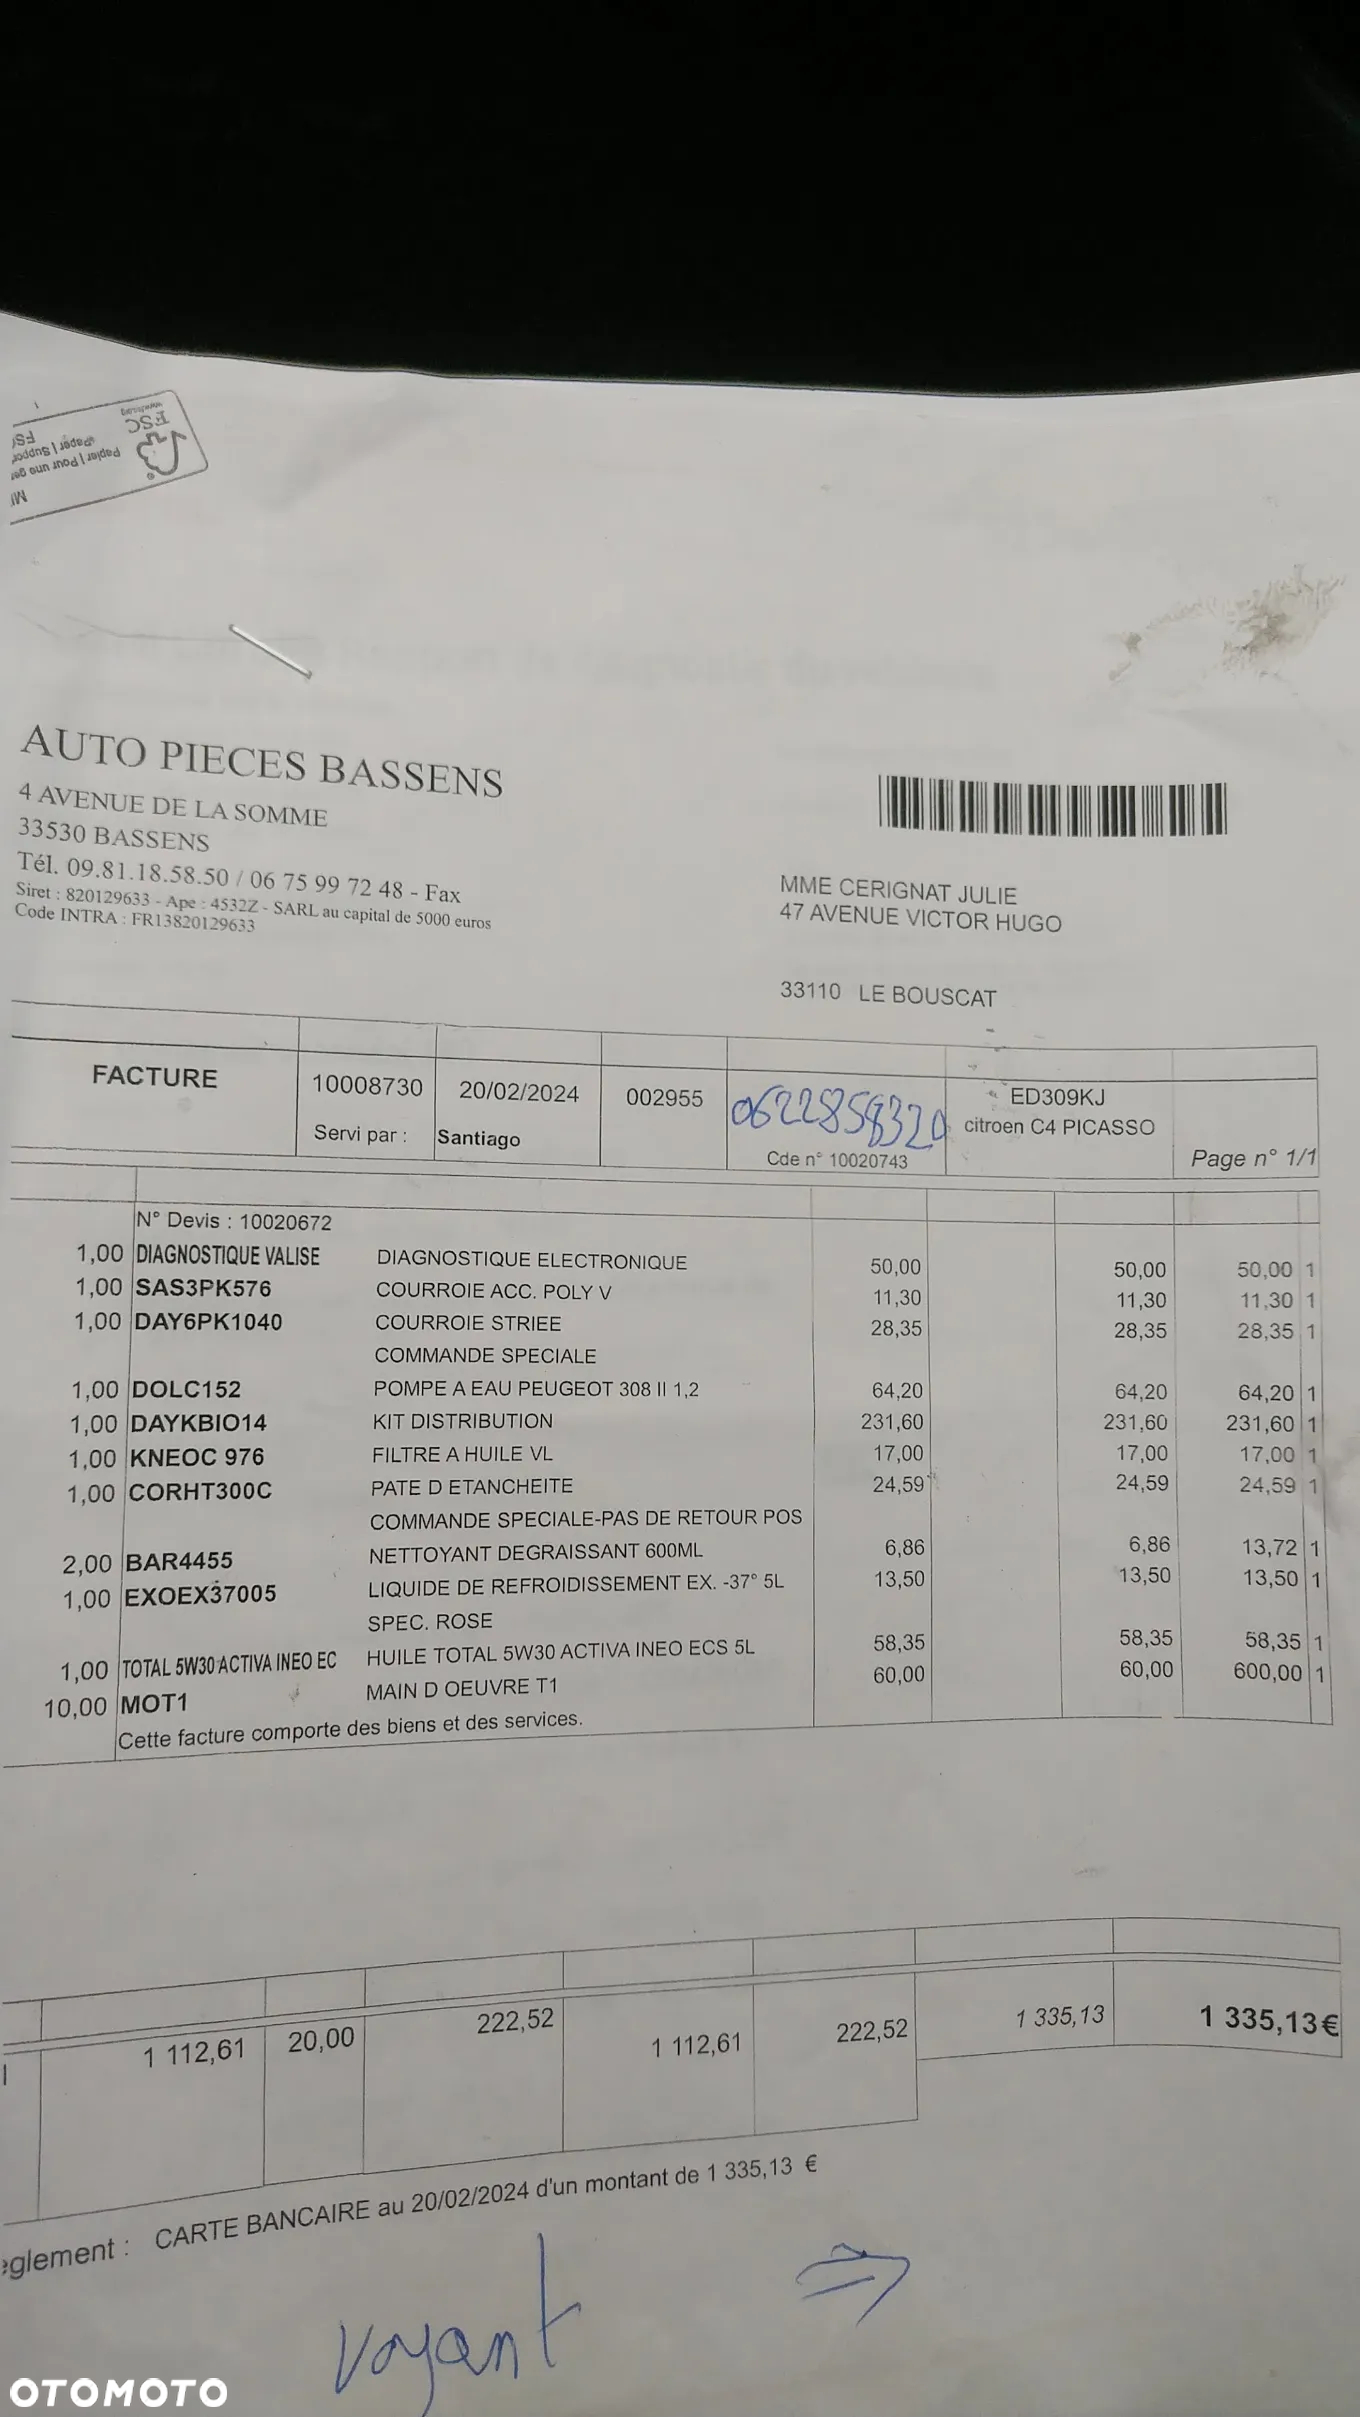 FSC
www.fsc.org
Papier | Pour une ges
Paper | Suppor
FS
MI
AUTO PIECES BASSENS
4 AVENUE DE LA SOMME
33530 BASSENS
Tél. 09.81.18.58.50 / 06 75 99 72 48 - Fax
Siret : 820129633 - Ape : 4532Z - SARL au capital de 5000 euros
Code INTRA : FR13820129633
MME CERIGNAT JULIE
47 AVENUE VICTOR HUGO
33110 LE BOUSCAT
FACTURE 10008730 20/02/2024 002955 0622858320 ED309KJ
Servi par : Santiago Cde n° 10020743 citroen C4 PICASSO Page n° 1/1
N° Devis : 10020672
1,00 DIAGNOSTIQUE VALISE DIAGNOSTIQUE ELECTRONIQUE 50,00 50,00 50,00 1
1,00 SAS3PK576 COURROIE ACC. POLY V 11,30 11,30 11,30 1
1,00 DAY6PK1040 COURROIE STRIEE 28,35 28,35 28,35 1
COMMANDE SPECIALE
1,00 DOLC152 POMPE A EAU PEUGEOT 308 II 1,2 64,20 64,20 64,20 1
1,00 DAYKBIO14 KIT DISTRIBUTION 231,60 231,60 231,60 1
1,00 KNEOC 976 FILTRE A HUILE VL 17,00 17,00 17,00 1
1,00 CORHT300C PATE D ETANCHEITE 24,59 24,59 24,59 1
COMMANDE SPECIALE-PAS DE RETOUR POS
2,00 BAR4455 NETTOYANT DEGRAISSANT 600ML 6,86 6,86 13,72 1
1,00 EXOEX37005 LIQUIDE DE REFROIDISSEMENT EX. -37° 5L 13,50 13,50 13,50 1
SPEC. ROSE
1,00 TOTAL 5W30 ACTIVA INEO EC HUILE TOTAL 5W30 ACTIVA INEO ECS 5L 58,35 58,35 58,35 1
10,00 MOT1 MAIN D OEUVRE T1 60,00 60,00 600,00 1
Cette facture comporte des biens et des services.
1 112,61 20,00 222,52 1 112,61 222,52 1 335,13 1 335,13€
èglement : CARTE BANCAIRE au 20/02/2024 d'un montant de 1 335,13 €
voyant
OTOMOTO